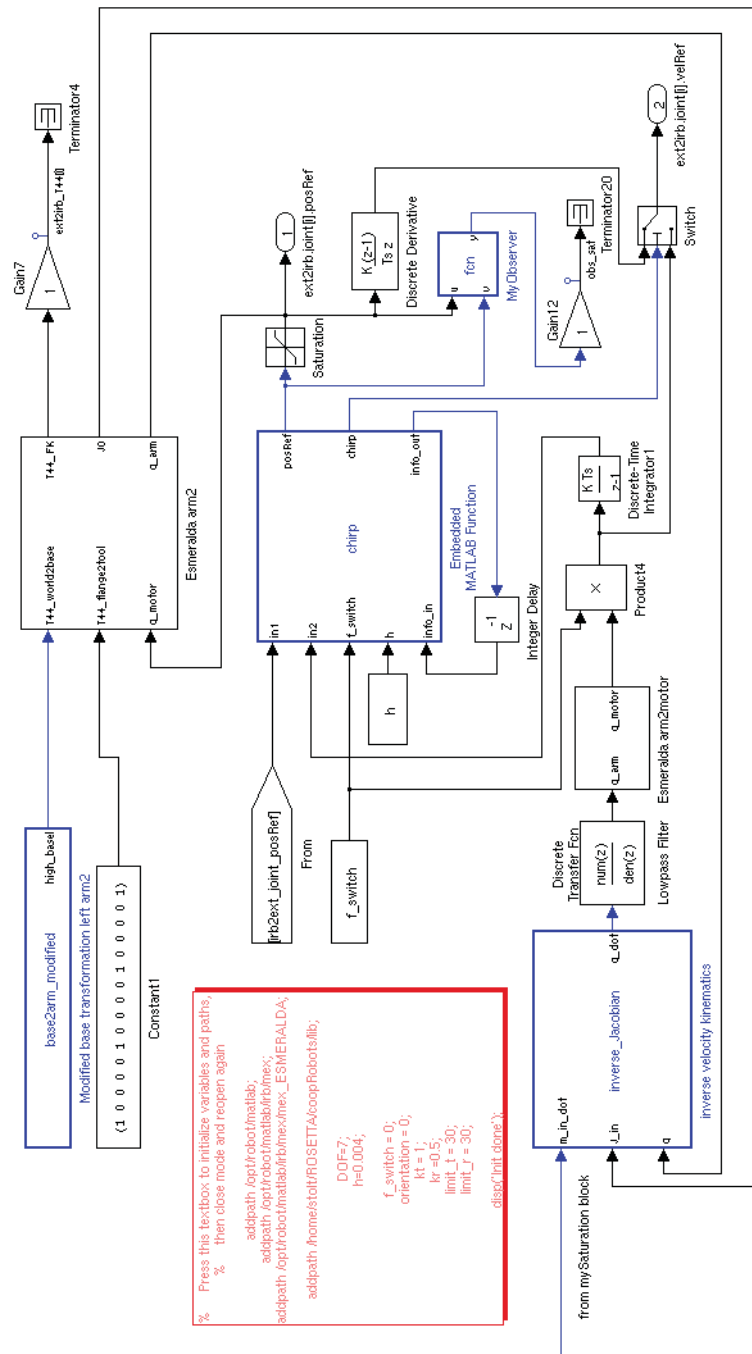 base2arm_modified
high_basel
Modified base transformation left arm2
(1 0 0 0 0 1 0 0 0 0 1 0 0 0 0 1)
Constant1
T44_world2base
T44_flange2tool
q_motor
T44_FK
J0
q_arm
Esmeralda.arm2
1
Gain7
ext2irb_T44[l]
Terminator4
% Press this textbox to initialize variables and paths,
% then close mode and reopen again
addpath /opt/robot/matlab;
addpath /opt/robot/matlab/irb/mex;
addpath /opt/robot/matlab/irb/mex/mex_ESMERALDA;
addpath /home/stolt/ROSETTA/coopRobots/lib;
DOF=7;
h=0.004;
f_switch = 0;
orientation = 0;
kt = 1;
kr =0.5;
limit_t = 30;
limit_r = 30;
disp('Init done');
[irb2ext_joint_posRef]
From
f_switch
h
in1
in2
f_switch
h
info_in
chirp
posRef
chirp
info_out
Embedded
MATLAB Function
-1
Z
Integer Delay
Saturation
1
ext2irb.joint[i].posRef
K (z-1)
Ts z
Discrete Derivative
u
v
fcn
y
MyObserver
1
Gain12
obs_sat
Terminator20
Switch
2
ext2irb.joint[i].velRef
from mySaturation block
m_in_dot
J_in
q
inverse_Jacobian
q_dot
inverse velocity kinematics
Discrete
Transfer Fcn
num(z)
den(z)
Lowpass Filter
q_arm
q_motor
Esmeralda.arm2motor
×
Product4
K Ts
z-1
Discrete-Time
Integrator1